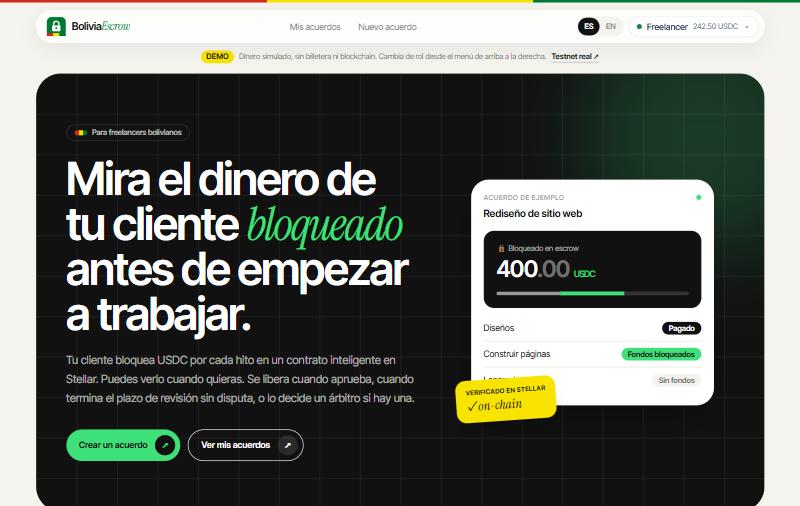 BoliviaEscrow
Mis acuerdos
Nuevo acuerdo
ES
EN
Freelancer 242.50 USDC
DEMO Dinero simulado, sin billetera ni blockchain. Cambia de rol desde el menú de arriba a la derecha. Testnet real ↗
Para freelancers bolivianos
Mira el dinero de
tu cliente bloqueado
antes de empezar
a trabajar.
Tu cliente bloquea USDC por cada hito en un contrato inteligente en
Stellar. Puedes verlo cuando quieras. Se libera cuando aprueba, cuando
termina el plazo de revisión sin disputa, o lo decide un árbitro si hay una.
Crear un acuerdo ↗
Ver mis acuerdos ↗
ACUERDO DE EJEMPLO
Rediseño de sitio web
Bloqueado en escrow
400.00 USDC
Diseños
Pagado
Construir páginas
Fondos bloqueados
Sin fondos
VERIFICADO EN STELLAR
✓ on-chain